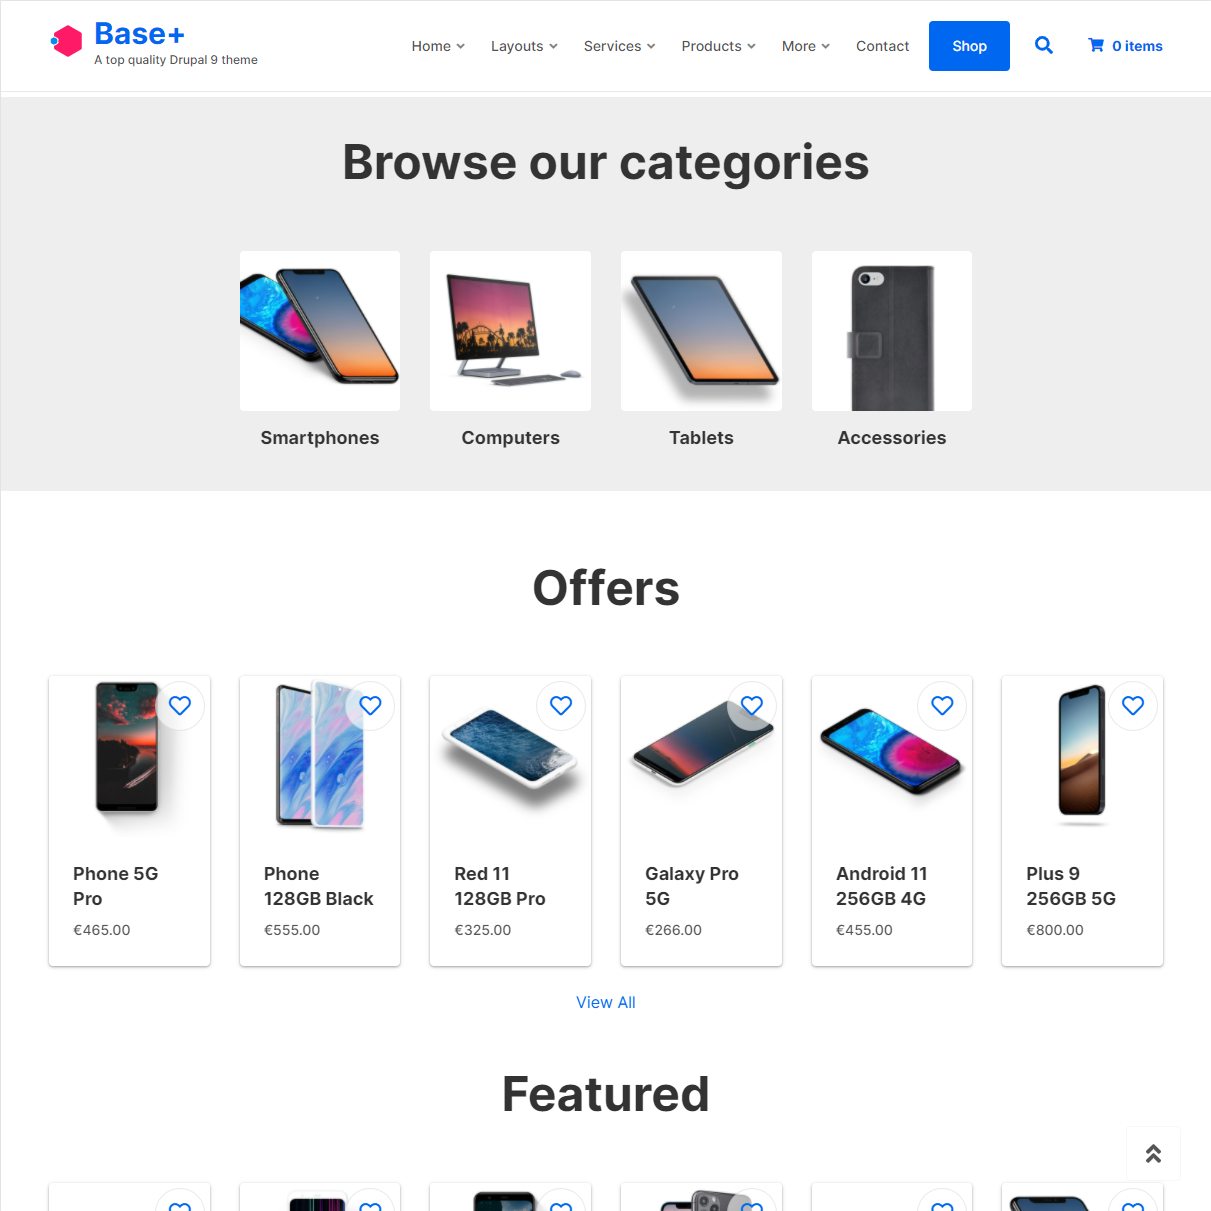 Base+
A top quality Drupal 9 theme
Home
Layouts
Services
Products
More
Contact
Shop
0 items
Browse our categories
Smartphones
Computers
Tablets
Accessories
Offers
Phone 5G
Pro
€465.00
Phone
128GB Black
€555.00
Red 11
128GB Pro
€325.00
Galaxy Pro
5G
€266.00
Android 11
256GB 4G
€455.00
Plus 9
256GB 5G
€800.00
View All
Featured